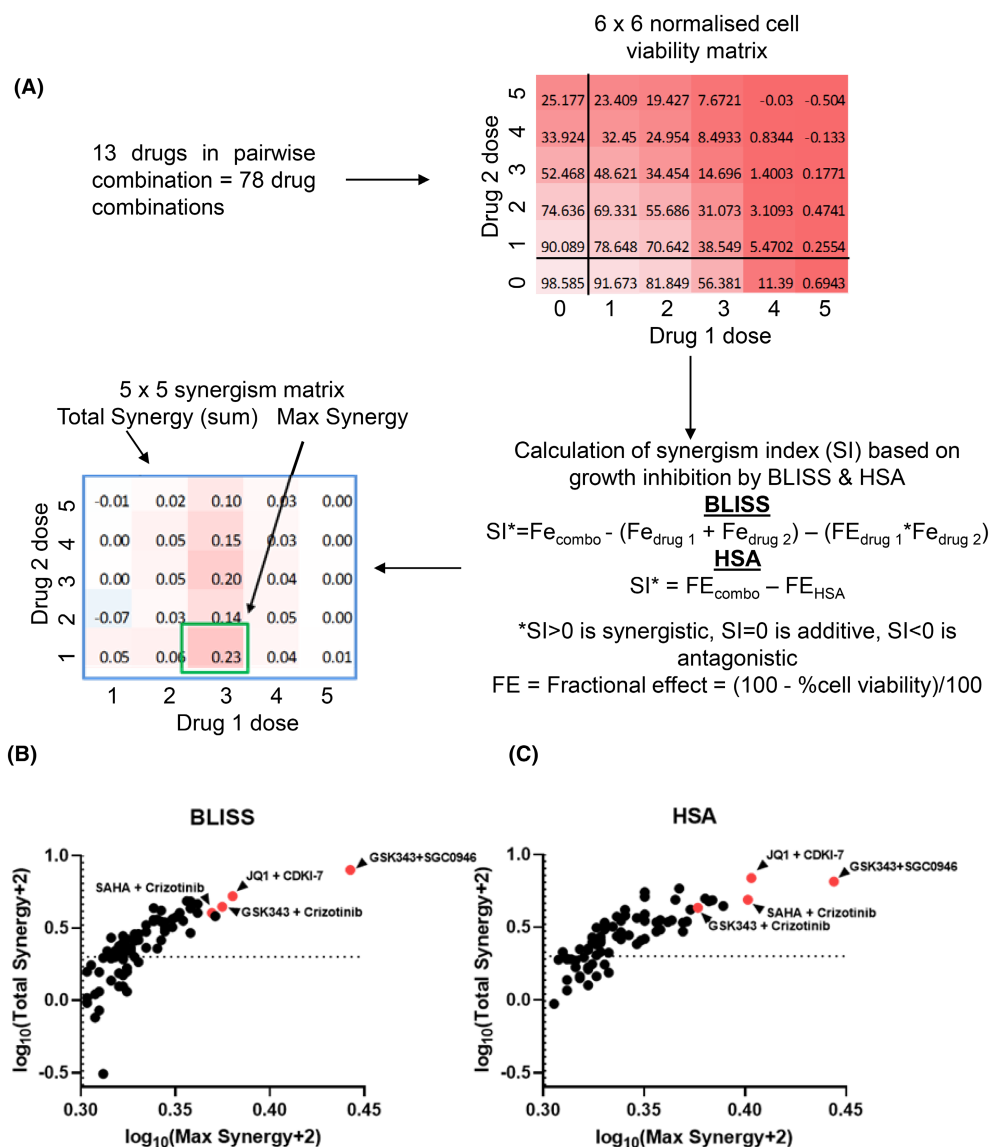 (A)
6 x 6 normalised cell
viability matrix
13 drugs in pairwise
combination = 78 drug
combinations
Drug 2 dose
5 25.177 23.409 19.427 7.6721 -0.03 -0.504
4 33.924 32.45 24.954 8.4933 0.8344 -0.133
3 52.468 48.621 34.454 14.696 1.4003 0.1771
2 74.636 69.331 55.686 31.073 3.1093 0.4741
1 90.089 78.648 70.642 38.549 5.4702 0.2554
0 98.585 91.673 81.849 56.381 11.39 0.6943
0 1 2 3 4 5
Drug 1 dose
5 x 5 synergism matrix
Total Synergy (sum) Max Synergy
Drug 2 dose
5 -0.01 0.02 0.10 0.03 0.00
4 0.00 0.05 0.15 0.03 0.00
3 0.00 0.05 0.20 0.04 0.00
2 -0.07 0.03 0.14 0.05 0.00
1 0.05 0.06 0.23 0.04 0.01
1 2 3 4 5
Drug 1 dose
Calculation of synergism index (SI) based on
growth inhibition by BLISS & HSA
BLISS
SI*=Fecombo - (Fedrug 1 + Fedrug 2) – (FEdrug 1*Fedrug 2)
HSA
SI* = FEcombo – FEHSA
*SI>0 is synergistic, SI=0 is additive, SI<0 is
antagonistic
FE = Fractional effect = (100 - %cell viability)/100
(B)
BLISS
log10(Total Synergy+2)
1.0
0.5
0.0
-0.5
GSK343+SGC0946
JQ1 + CDKI-7
SAHA + Crizotinib
GSK343 + Crizotinib
0.30 0.35 0.40 0.45
log10(Max Synergy+2)
(C)
HSA
log10(Total Synergy+2)
1.0
0.5
0.0
-0.5
JQ1 + CDKI-7
GSK343+SGC0946
SAHA + Crizotinib
GSK343 + Crizotinib
0.30 0.35 0.40 0.45
log10(Max Synergy+2)